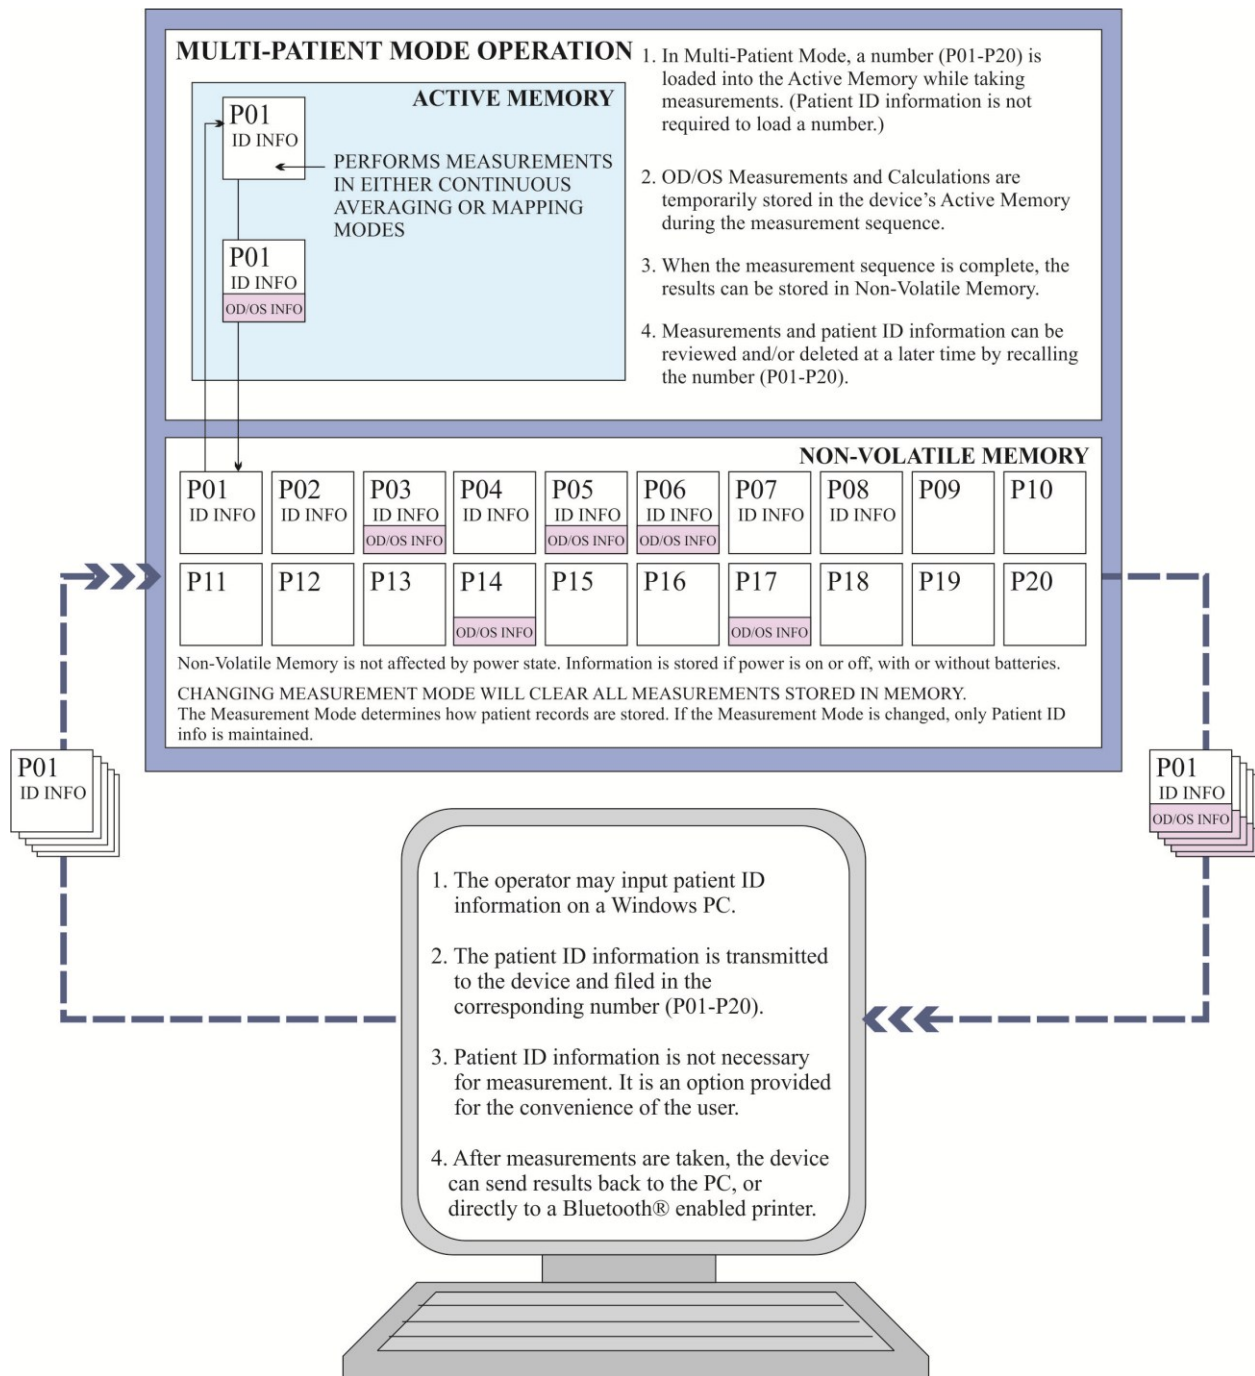 MULTI-PATIENT MODE OPERATION
ACTIVE MEMORY
P01
ID INFO
PERFORMS MEASUREMENTS
IN EITHER CONTINUOUS
AVERAGING OR MAPPING
MODES
P01
ID INFO
OD/OS INFO
1. In Multi-Patient Mode, a number (P01-P20) is
loaded into the Active Memory while taking
measurements. (Patient ID information is not
required to load a number.)
2. OD/OS Measurements and Calculations are
temporarily stored in the device's Active Memory
during the measurement sequence.
3. When the measurement sequence is complete, the
results can be stored in Non-Volatile Memory.
4. Measurements and patient ID information can be
reviewed and/or deleted at a later time by recalling
the number (P01-P20).
NON-VOLATILE MEMORY
P01
ID INFO
P02
ID INFO
P03
ID INFO
OD/OS INFO
P04
ID INFO
P05
ID INFO
OD/OS INFO
P06
ID INFO
OD/OS INFO
P07
ID INFO
P08
ID INFO
P09
P10
P11
P12
P13
P14
OD/OS INFO
P15
P16
P17
OD/OS INFO
P18
P19
P20
Non-Volatile Memory is not affected by power state. Information is stored if power is on or off, with or without batteries.
CHANGING MEASUREMENT MODE WILL CLEAR ALL MEASUREMENTS STORED IN MEMORY.
The Measurement Mode determines how patient records are stored. If the Measurement Mode is changed, only Patient ID
info is maintained.
P01
ID INFO
P01
ID INFO
OD/OS INFO
1. The operator may input patient ID
information on a Windows PC.
2. The patient ID information is transmitted
to the device and filed in the
corresponding number (P01-P20).
3. Patient ID information is not necessary
for measurement. It is an option provided
for the convenience of the user.
4. After measurements are taken, the device
can send results back to the PC, or
directly to a Bluetooth® enabled printer.